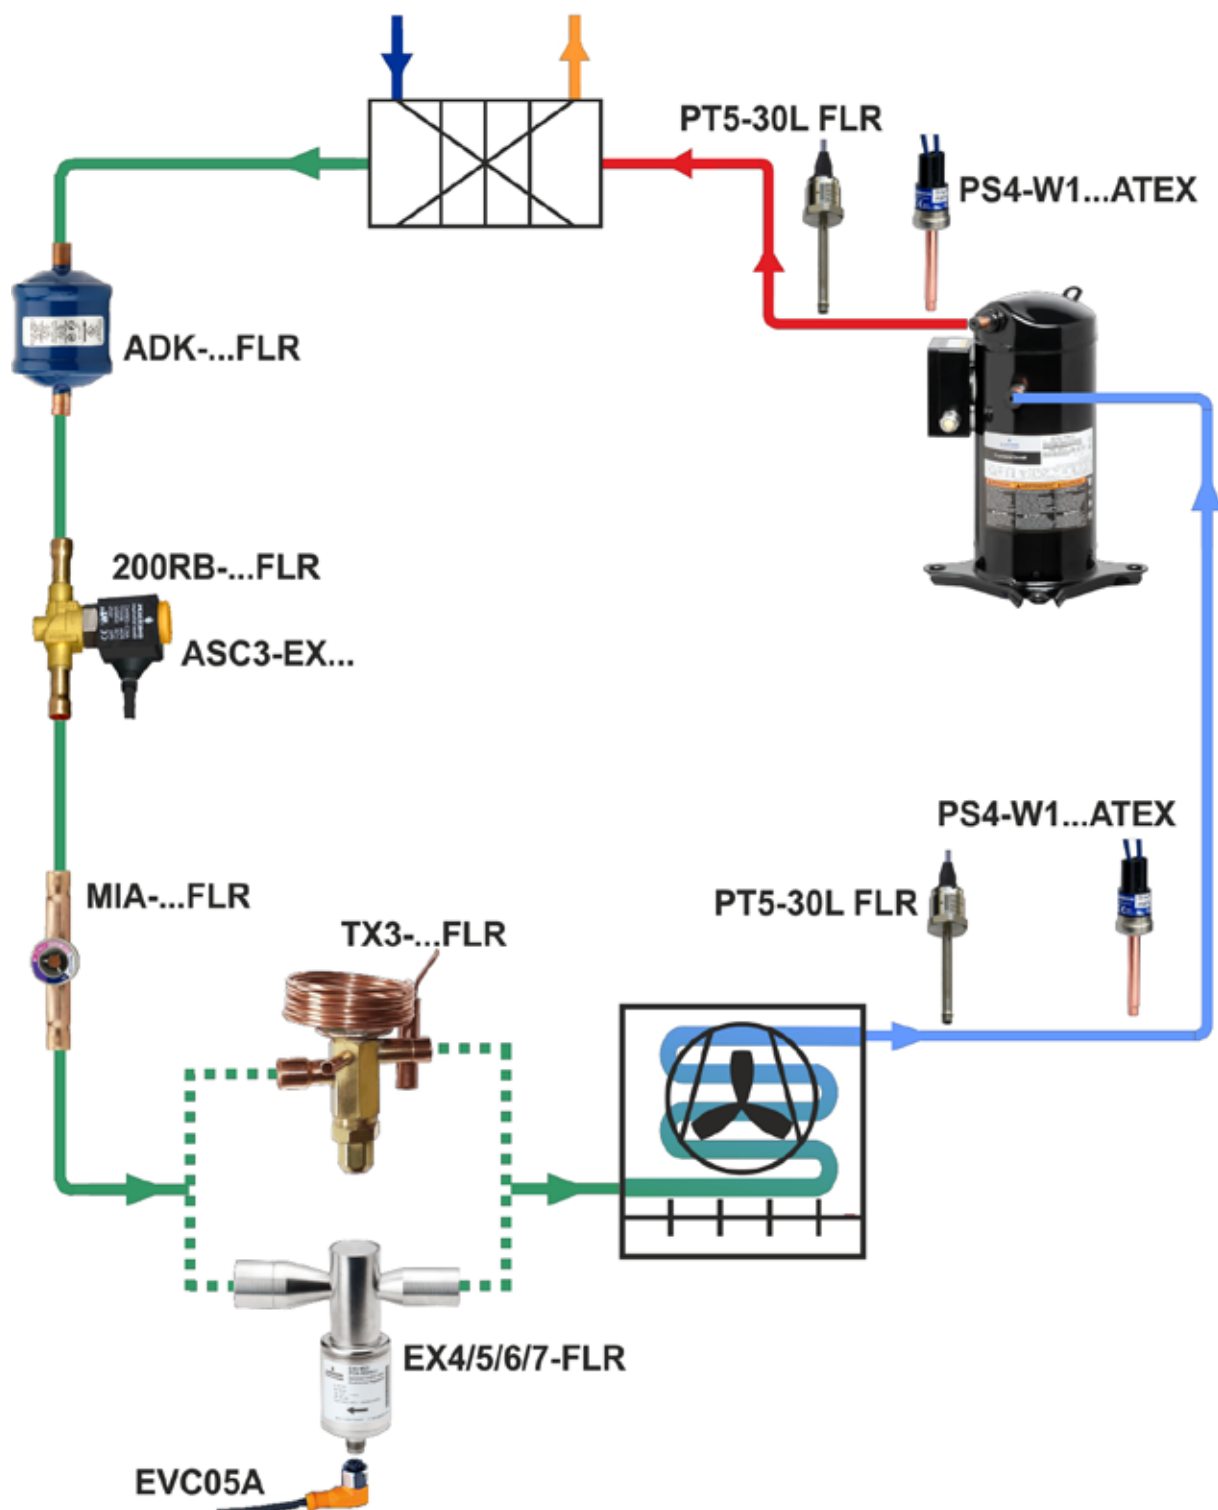 PT5-30L FLR
PS4-W1...ATEX
ADK-...FLR
200RB-...FLR
ASC3-EX...
PS4-W1...ATEX
MIA-...FLR
PT5-30L FLR
TX3-...FLR
EX4/5/6/7-FLR
EVC05A